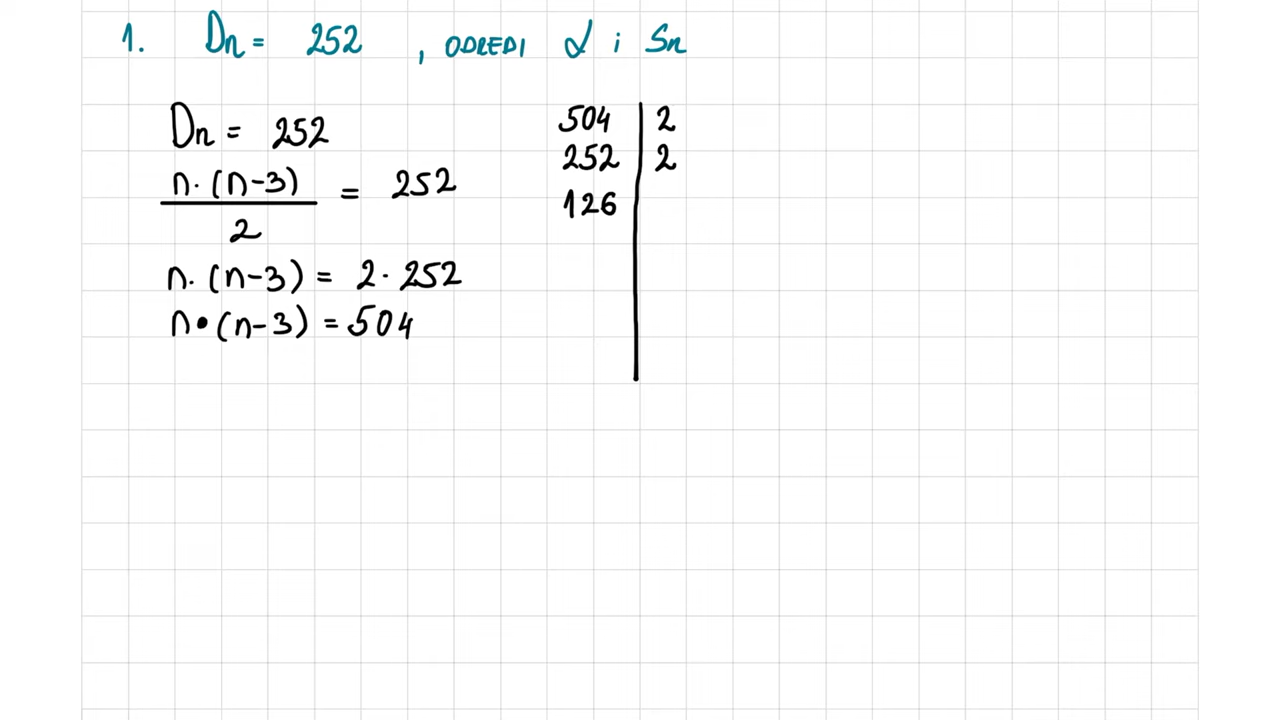 1. Dn = 252 , ODREDI α i Sn
Dn = 252
n·(n-3)
2
= 252
n·(n-3) = 2·252
n•(n-3) = 504
504 | 2
252 | 2
126